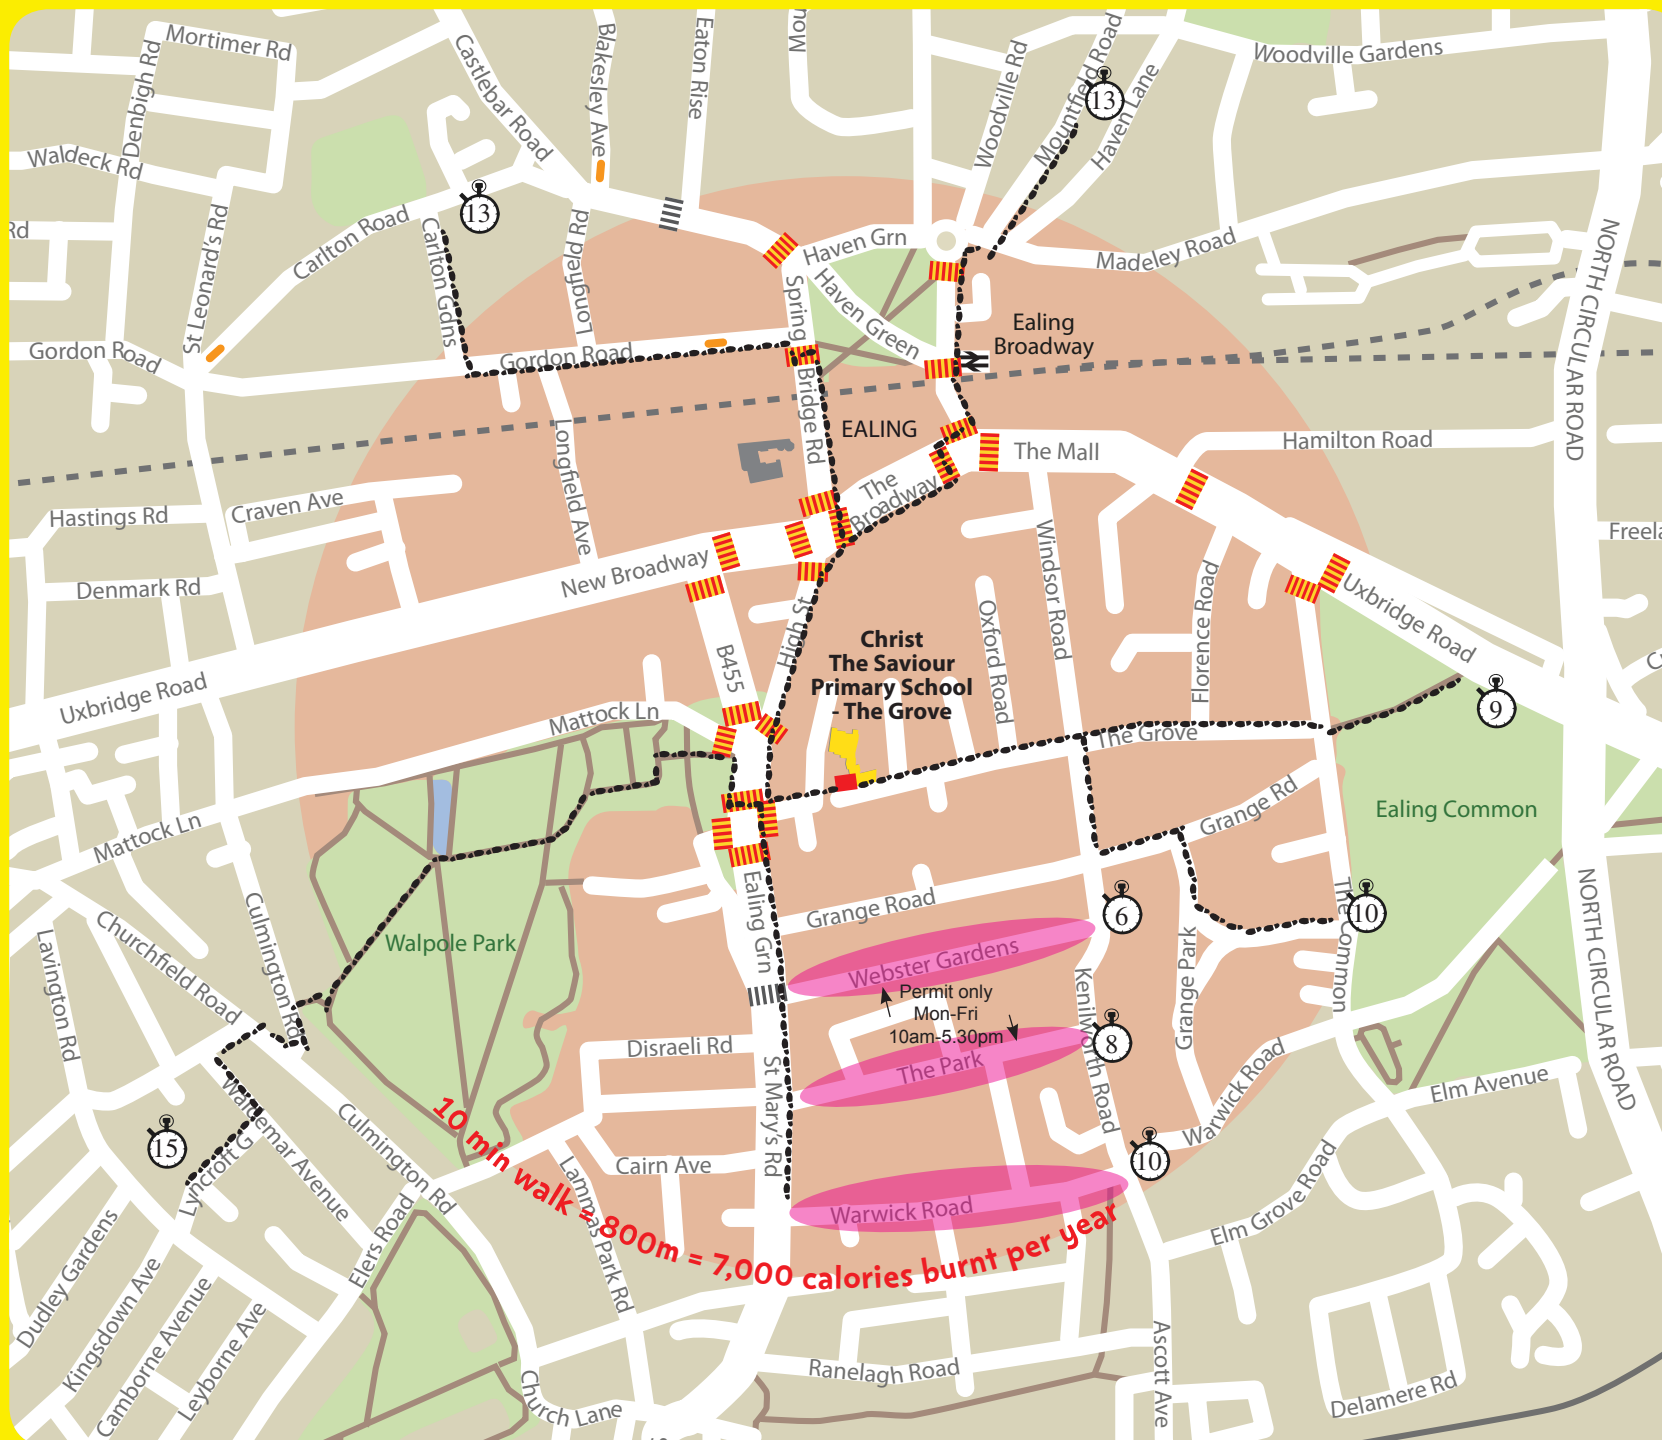 Mortimer Rd
Denbigh Rd
Waldeck Rd
Rd
Castlebar Road
Blakesley Ave
Eaton Rise
Mou
Woodville Rd
Mountfield Road
Haven Lane
Woodville Gardens
13
13
St Leonard's Rd
Carlton Road
Carlton Gdns
Longfield Rd
Haven Grn
Haven Green
Spring
Bridge Rd
Madeley Road
NORTH CIRCULAR ROAD
Gordon Road
Gordon Road
Ealing
Broadway
EALING
The Mall
Hamilton Road
The
Broadway
Hastings Rd
Craven Ave
Longfield Ave
Denmark Rd
New Broadway
Windsor Road
Freela
Florence Road
Uxbridge Road
Oxford Road
High St
B455
Christ
The Saviour
Primary School
- The Grove
Uxbridge Road
Mattock Ln
The Grove
9
Mattock Ln
Grange Rd
Ealing Common
Ealing Grn
Grange Road
6
10
The Common
NORTH CIRCULAR ROAD
Culmington Rd
Churchfield Road
Lavington Rd
Walpole Park
Webster Gardens
Permit only
Mon-Fri
10am-5.30pm
The Park
Kenilworth Road
Grange Park
8
Disraeli Rd
St Mary's Rd
Warwick Road
Elm Avenue
15
Waldemar Avenue
Lyncroft G
Culmington Rd
Cairn Ave
10
Elm Grove Road
Warwick Road
10 min walk = 800m = 7,000 calories burnt per year
Lammas Park Rd
Elers Road
Dudley Gardens
Kingsdown Ave
Camborne Avenue
Leyborne Ave
Church Lane
Ranelagh Road
Ascott Ave
Delamere Rd